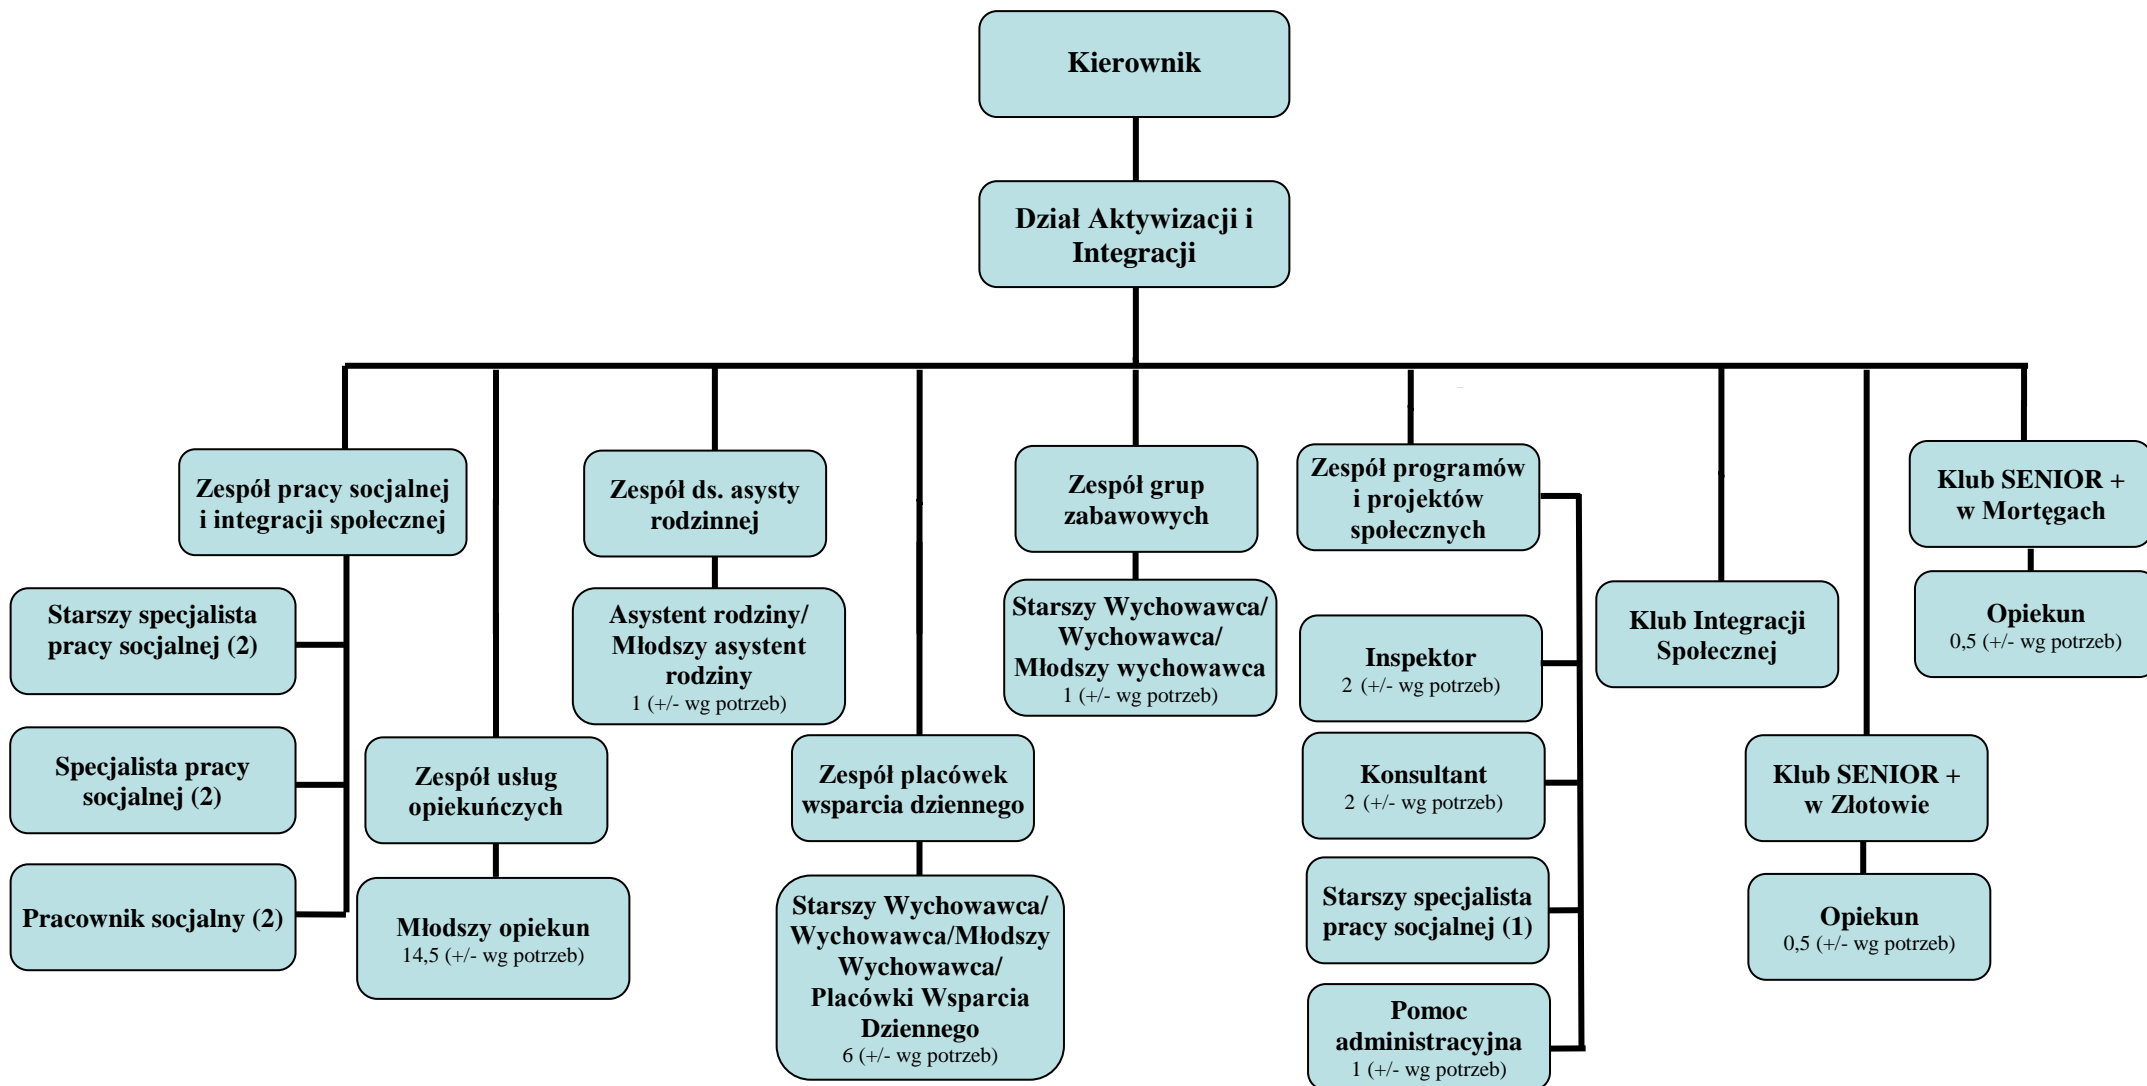 Kierownik
Dział Aktywizacji i
Integracji
Zespół pracy socjalnej
i integracji społecznej
Starszy specjalista
pracy socjalnej (2)
Specjalista pracy
socjalnej (2)
Pracownik socjalny (2)
Zespół usług
opiekuńczych
Młodszy opiekun
14,5 (+/- wg potrzeb)
Zespół ds. asysty
rodzinnej
Asystent rodziny/
Młodszy asystent
rodziny
1 (+/- wg potrzeb)
Zespół placówek
wsparcia dziennego
Starszy Wychowawca/
Wychowawca/Młodszy
Wychowawca/
Placówki Wsparcia
Dziennego
6 (+/- wg potrzeb)
Zespół grup
zabawowych
Starszy Wychowawca/
Wychowawca/
Młodszy wychowawca
1 (+/- wg potrzeb)
Zespół programów
i projektów
społecznych
Inspektor
2 (+/- wg potrzeb)
Konsultant
2 (+/- wg potrzeb)
Starszy specjalista
pracy socjalnej (1)
Pomoc
administracyjna
1 (+/- wg potrzeb)
Klub Integracji
Społecznej
Klub SENIOR +
w Złotowie
Opiekun
0,5 (+/- wg potrzeb)
Klub SENIOR +
w Mortęgach
Opiekun
0,5 (+/- wg potrzeb)